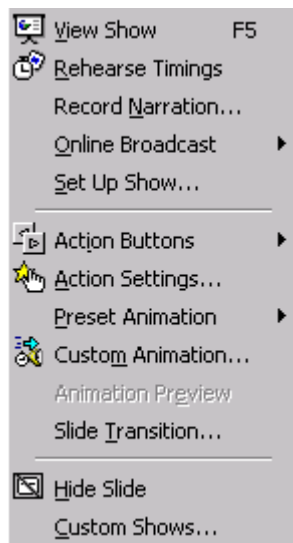 View Show F5
Rehearse Timings
Record Narration...
Online Broadcast
Set Up Show...
Action Buttons
Action Settings...
Preset Animation
Custom Animation...
Animation Preview
Slide Transition...
Hide Slide
Custom Shows...